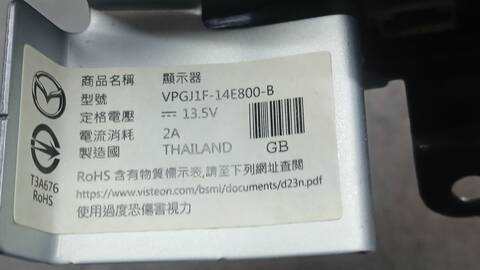 商品名稱 顯示器
型號 VPGJ1F-14E800-B
定格電壓 ⎓ 13.5V
電流消耗 2A
製造國 THAILAND GB
T3A676
RoHS
RoHS 含有物質標示表,請至下列網址查閱
https://www.visteon.com/bsmi/documents/d23n.pdf
使用過度恐傷害視力